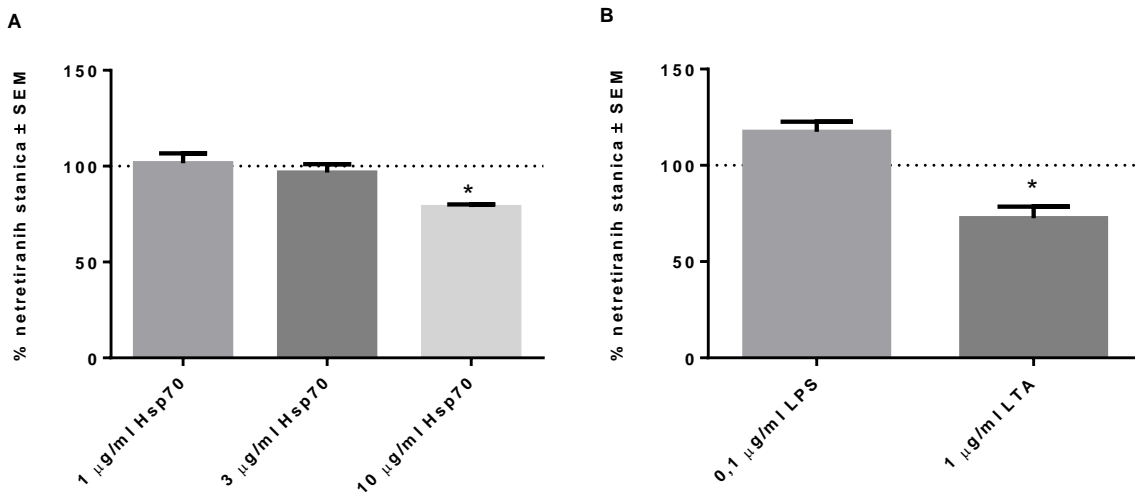 A
% netretiranih stanica ± SEM
150
100
50
0
*
1 µg/ml Hsp70
3 µg/ml Hsp70
10 µg/ml Hsp70
B
% netretiranih stanica ± SEM
150
100
50
0
*
0,1 µg/ml LPS
1 µg/ml LTA